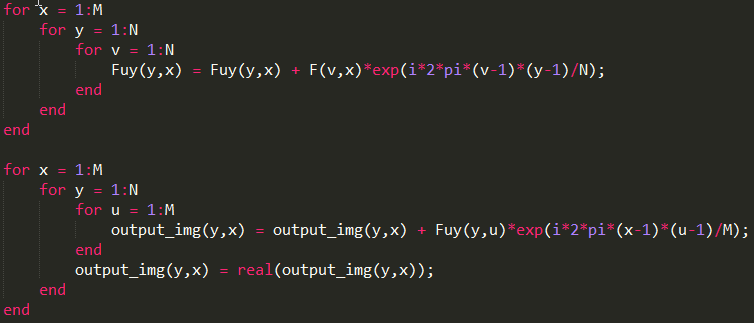 for x = 1:M
    for y = 1:N
        for v = 1:N
            Fuy(y,x) = Fuy(y,x) + F(v,x)*exp(i*2*pi*(v-1)*(y-1)/N);
        end
    end
end

for x = 1:M
    for y = 1:N
        for u = 1:M
            output_img(y,x) = output_img(y,x) + Fuy(y,u)*exp(i*2*pi*(x-1)*(u-1)/M);
        end
        output_img(y,x) = real(output_img(y,x));
    end
end